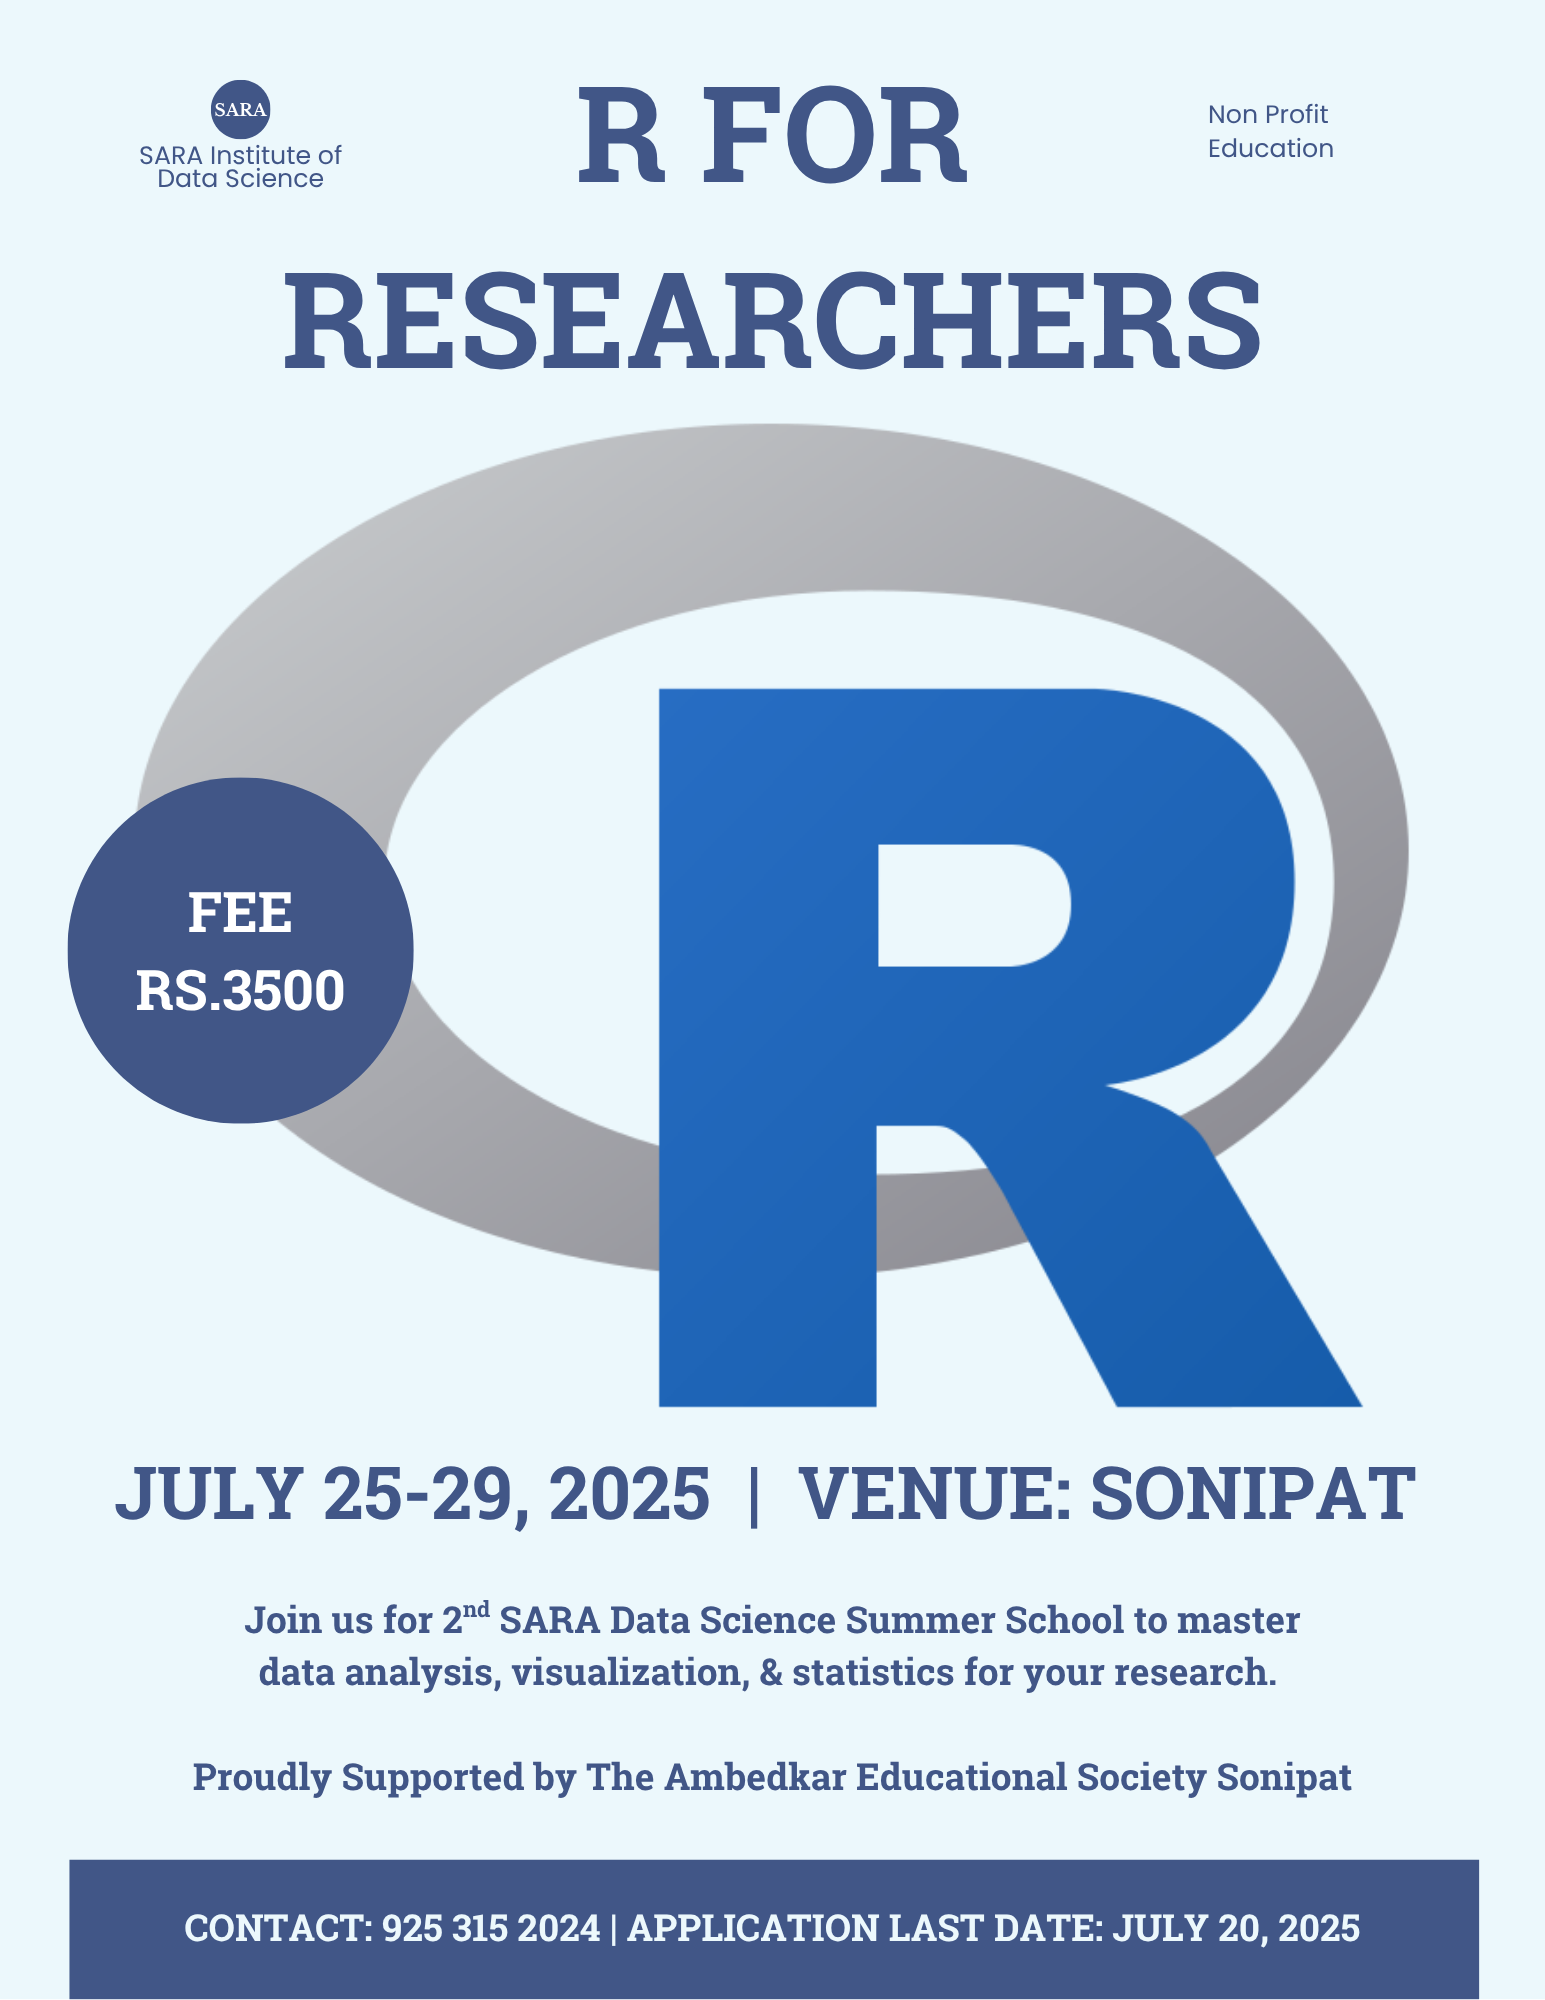 SARA
SARA Institute of
Data Science
R FOR
RESEARCHERS
Non Profit
Education
R
FEE
RS.3500
JULY 25-29, 2025 | VENUE: SONIPAT
Join us for 2nd SARA Data Science Summer School to master
data analysis, visualization, & statistics for your research.
Proudly Supported by The Ambedkar Educational Society Sonipat
CONTACT: 925 315 2024 | APPLICATION LAST DATE: JULY 20, 2025